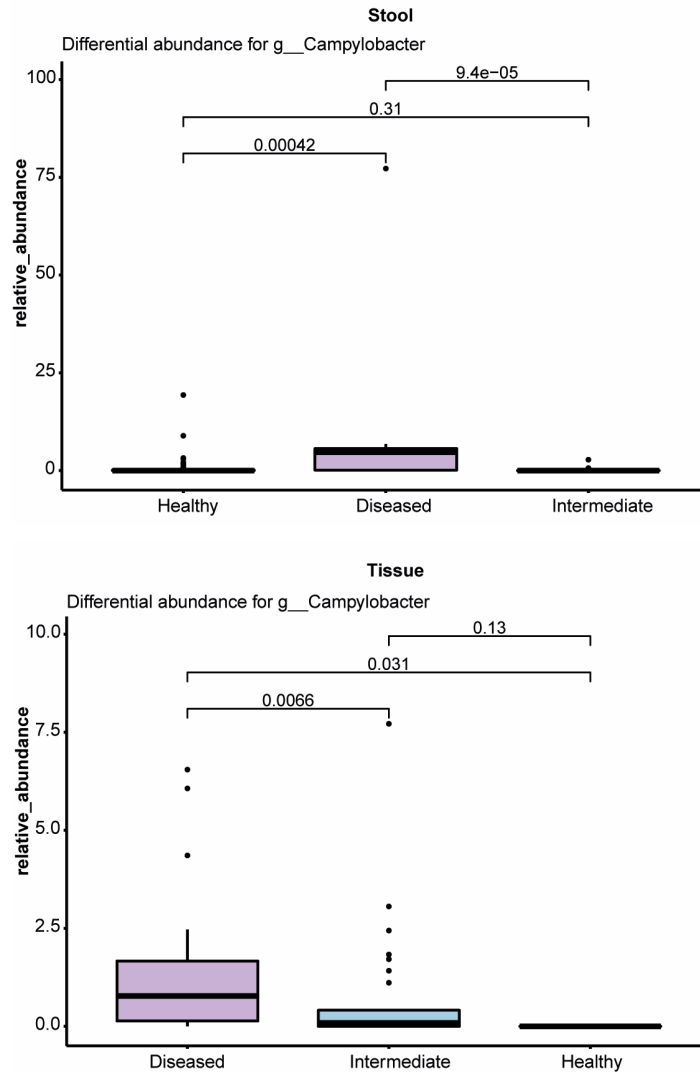 Stool
Differential abundance for g__Campylobacter
100
9.4e−05
0.31
0.00042
75
relative_abundance
50
25
0
Healthy Diseased Intermediate
Tissue
Differential abundance for g__Campylobacter
10.0
0.13
0.031
0.0066
7.5
relative_abundance
5.0
2.5
0.0
Diseased Intermediate Healthy